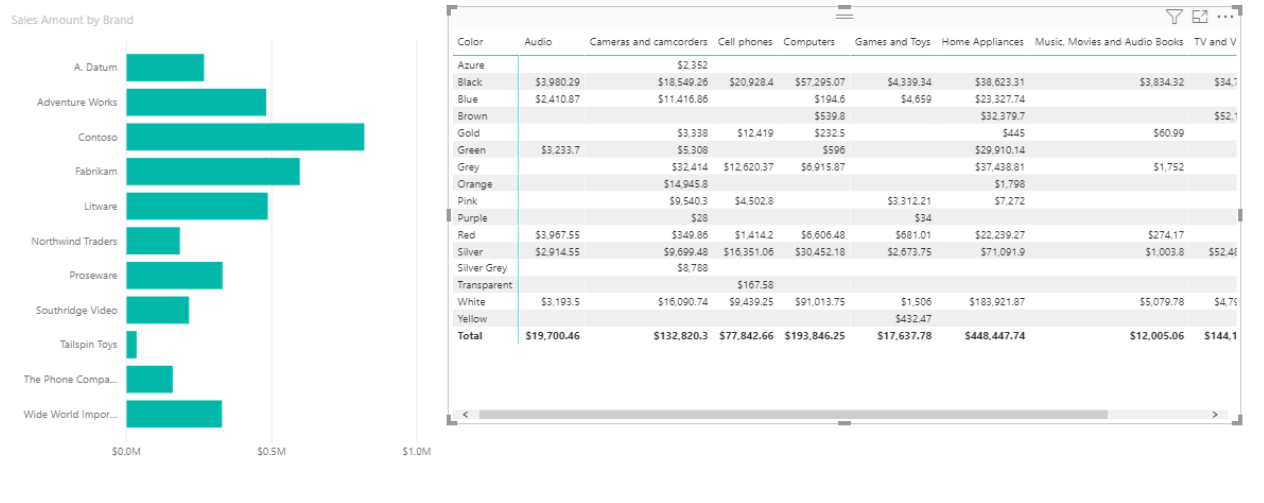 Sales Amount by Brand
A. Datum
Adventure Works
Contoso
Fabrikam
Litware
Northwind Traders
Proseware
Southridge Video
Tailspin Toys
The Phone Compa...
Wide World Impor...
$0.0M $0.5M $1.0M
Color Audio Cameras and camcorders Cell phones Computers Games and Toys Home Appliances Music, Movies and Audio Books TV and V
Azure $2,352
Black $3,980.29 $18,549.26 $20,928.4 $57,295.07 $4,339.34 $38,623.31 $3,834.32 $34,7
Blue $2,410.87 $11,416.86 $194.6 $4,659 $23,327.74
Brown $539.8 $32,379.7 $52,1
Gold $3,338 $12,419 $232.5 $445 $60.99
Green $3,233.7 $5,308 $596 $29,910.14
Grey $32,414 $12,620.37 $6,915.87 $37,438.81 $1,752
Orange $14,945.8 $1,798
Pink $9,540.3 $4,502.8 $3,312.21 $7,272
Purple $28 $34
Red $3,967.55 $349.86 $1,414.2 $6,606.48 $681.01 $22,239.27 $274.17
Silver $2,914.55 $9,699.48 $16,351.06 $30,452.18 $2,673.75 $71,091.9 $1,003.8 $52,48
Silver Grey $8,788
Transparent $167.58
White $3,193.5 $16,090.74 $9,439.25 $91,013.75 $1,506 $183,921.87 $5,079.78 $4,79
Yellow $432.47
Total $19,700.46 $132,820.3 $77,842.66 $193,846.25 $17,637.78 $448,447.74 $12,005.06 $144,1